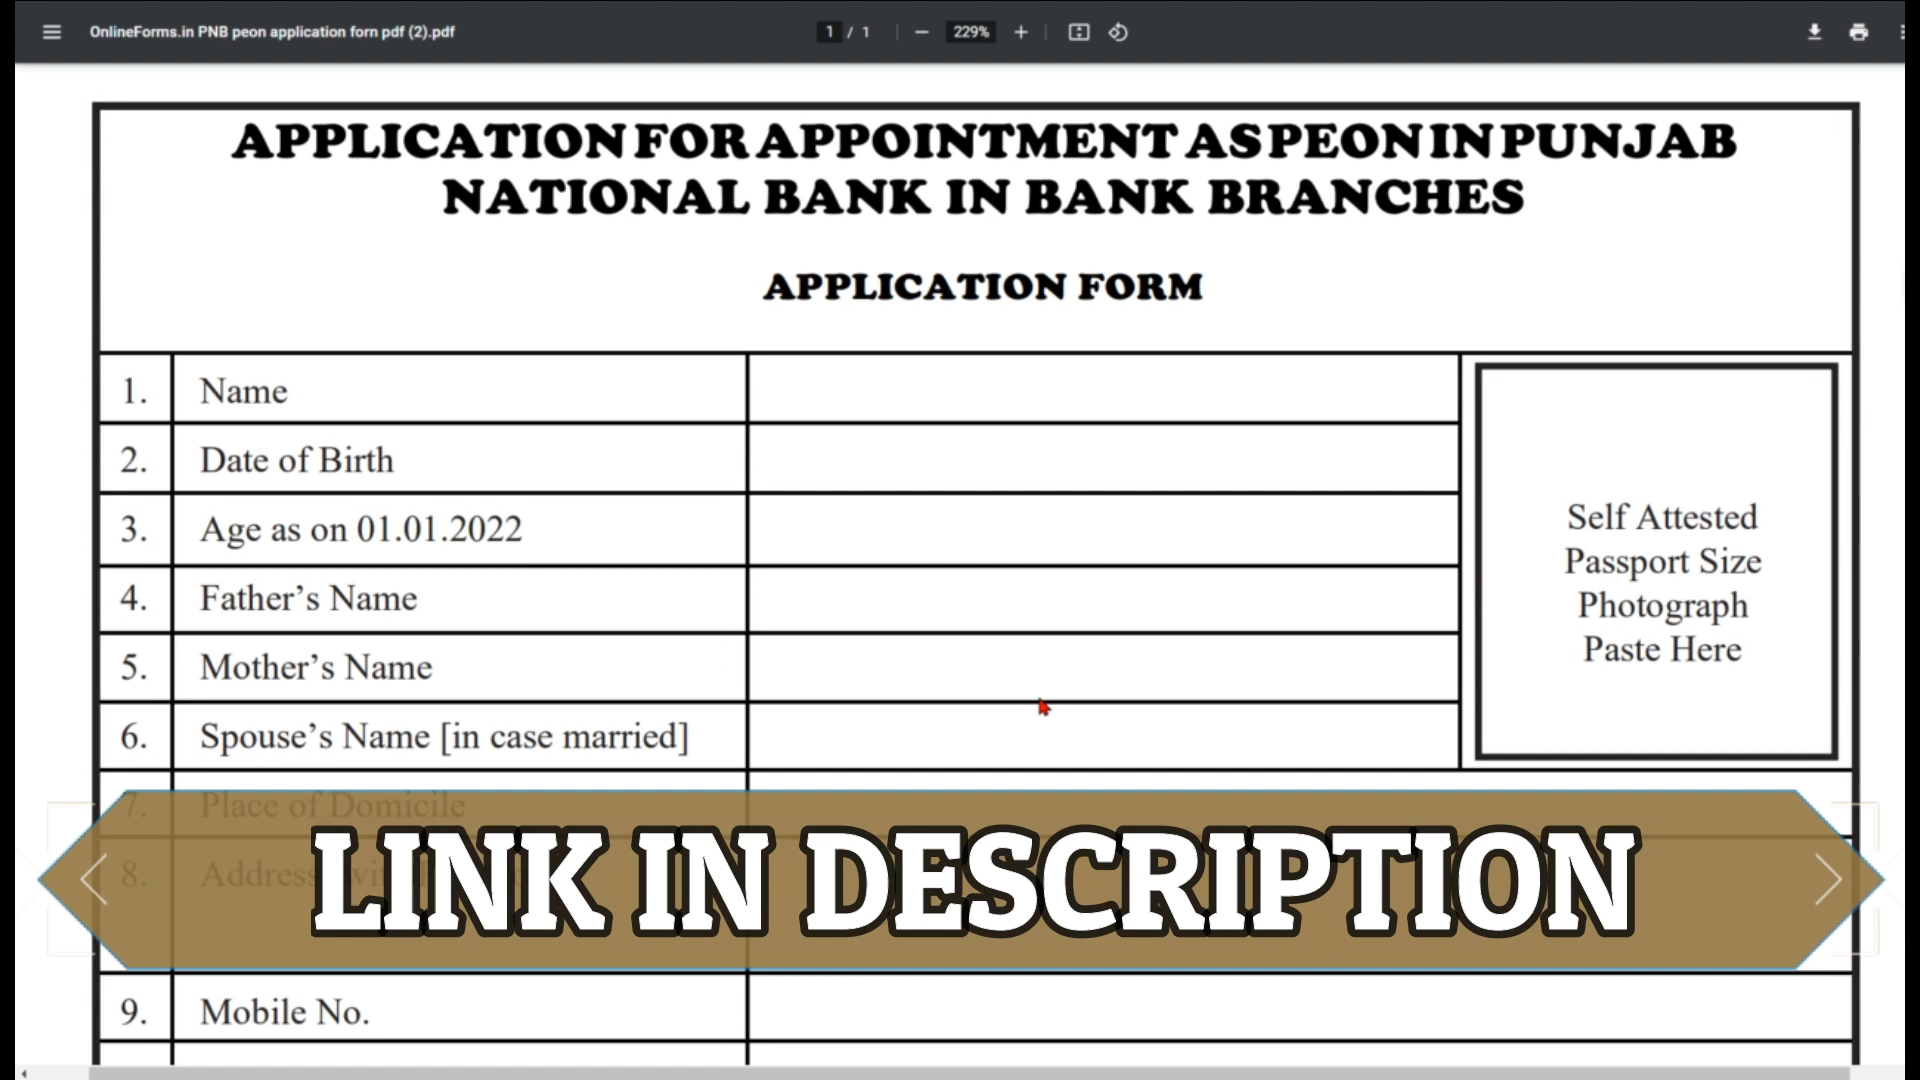 OnlineForms.in PNB peon application forn pdf (2).pdf
1 / 1
229%
APPLICATION FOR APPOINTMENT AS PEON IN PUNJAB
NATIONAL BANK IN BANK BRANCHES
APPLICATION FORM
1. Name
2. Date of Birth
3. Age as on 01.01.2022
4. Father’s Name
5. Mother’s Name
6. Spouse’s Name [in case married]
Self Attested
Passport Size
Photograph
Paste Here
7. Place of Domicile
8. Address
LINK IN DESCRIPTION
9. Mobile No.